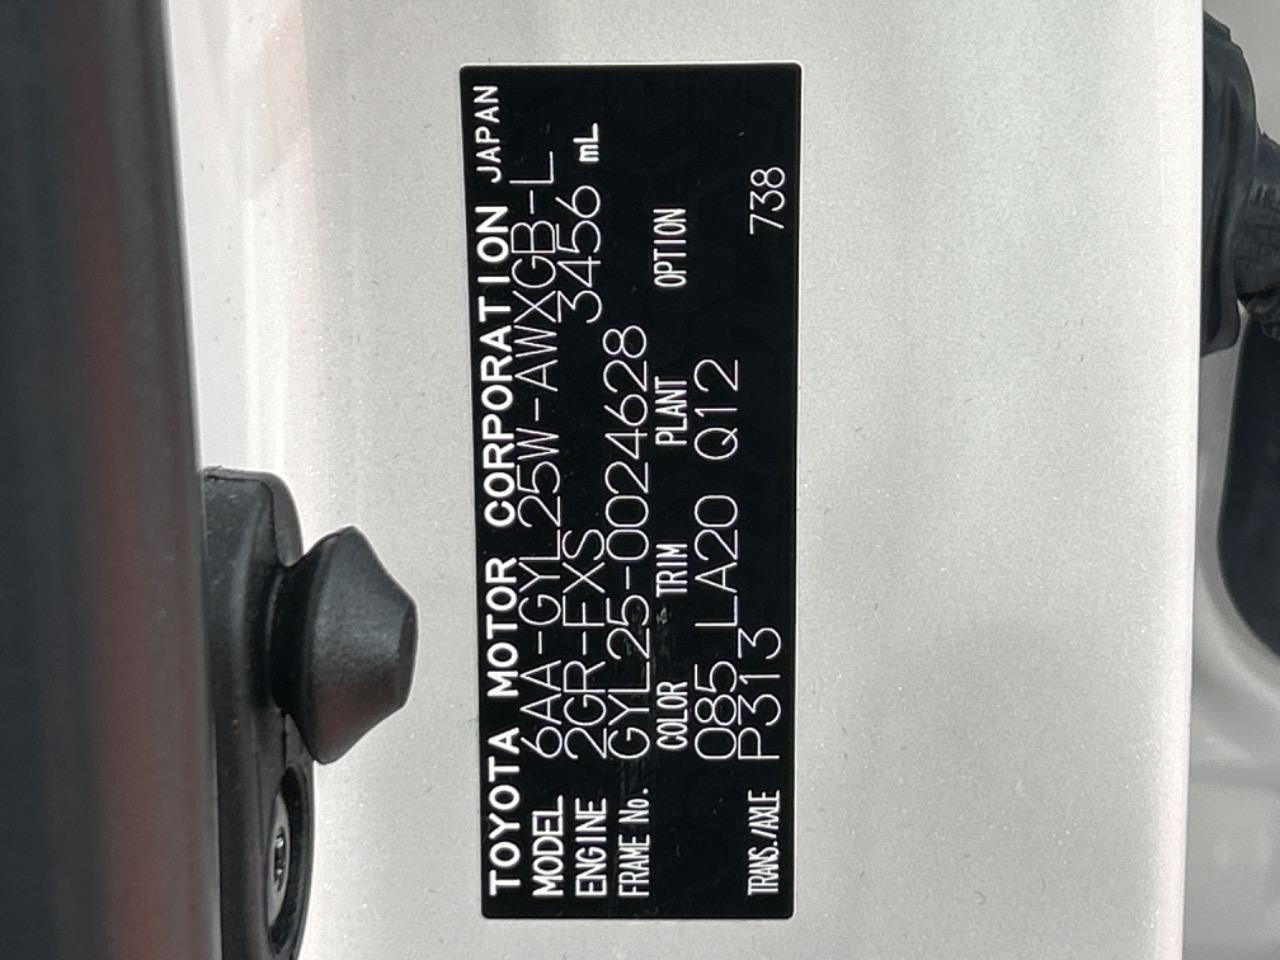 TOYOTA MOTOR CORPORATION JAPAN
MODEL 6AA-GYL25W-AWXGB-L
ENGINE 2GR-FXS 3456 mL
FRAME No. GYL25-0024628
COLOR TRIM PLANT OPTION
085 LA20 Q12
TRANS./AXLE P313 738